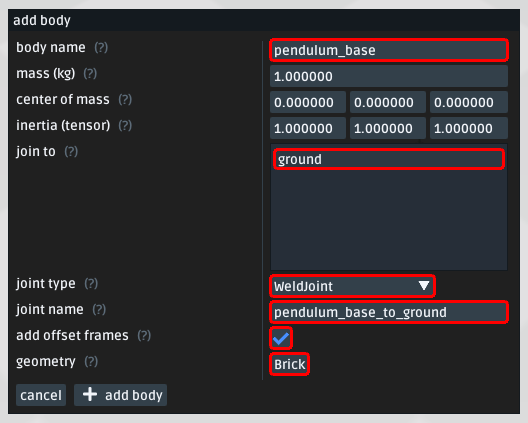 add body
body name (?) pendulum_base
mass (kg) (?) 1.000000
center of mass (?) 0.000000 0.000000 0.000000
inertia (tensor) (?) 1.000000 1.000000 1.000000
join to (?) ground
joint type (?) WeldJoint
joint name (?) pendulum_base_to_ground
add offset frames (?)
geometry (?) Brick
cancel + add body